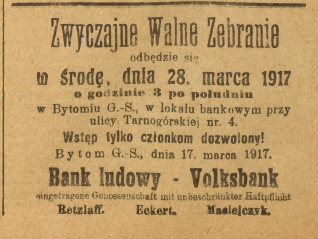 Zwyczajne Walne Zebranie
odbędzie się
w środę, dnia 28. marca 1917
o godzinie 3 po południu
w Bytomiu G.-S., w lokalu bankowym przy
ulicy Tarnogórskiej nr. 4.
Wstęp tylko członkom dozwolony!
Bytom G.-S., dnia 17. marca 1917.
Bank ludowy - Volksbank
eingetragene Genossenschaft mit unbeschränkter Haftpflicht
Retzlaff. Eckert. Masiejczyk.